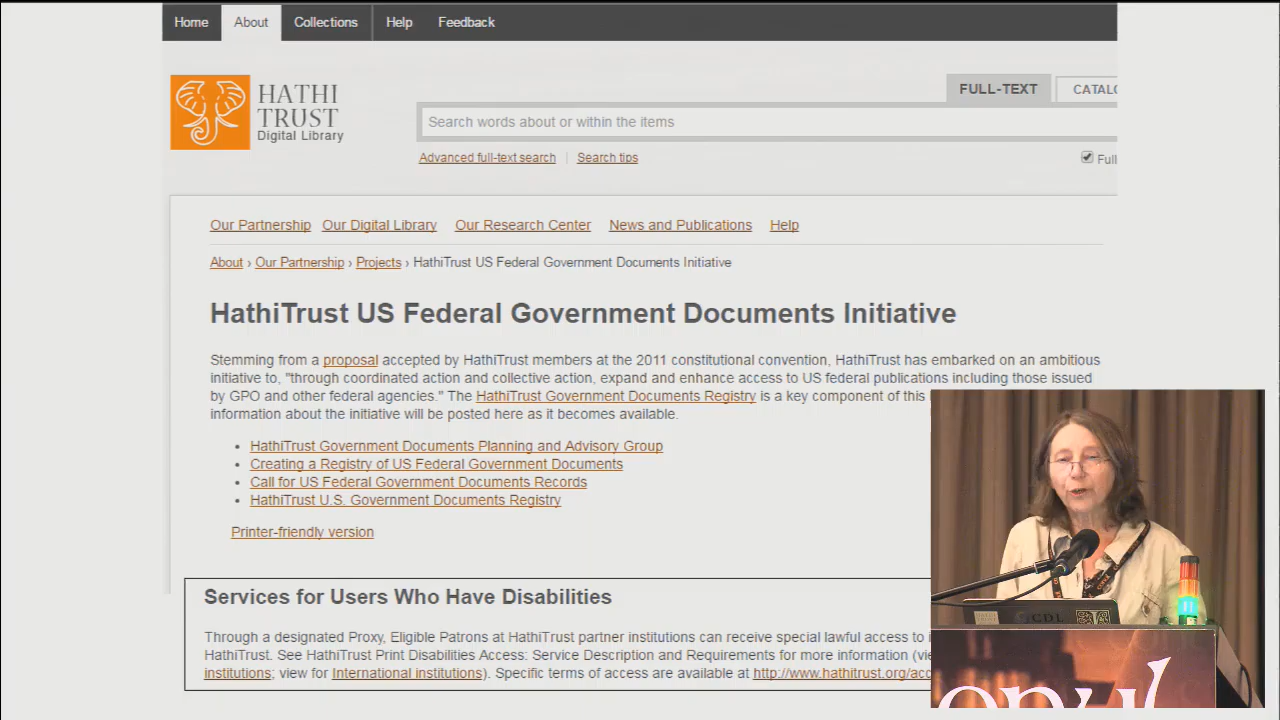 Home About Collections Help Feedback
HATHI
TRUST
Digital Library
FULL-TEXT
Search words about or within the items
Advanced full-text search | Search tips
Our Partnership Our Digital Library Our Research Center News and Publications Help
About › Our Partnership › Projects › HathiTrust US Federal Government Documents Initiative
HathiTrust US Federal Government Documents Initiative
Stemming from a proposal accepted by HathiTrust members at the 2011 constitutional convention, HathiTrust has embarked on an ambitious
initiative to, "through coordinated action and collective action, expand and enhance access to US federal publications including those issued
by GPO and other federal agencies." The HathiTrust Government Documents Registry is a key component of this
information about the initiative will be posted here as it becomes available.
• HathiTrust Government Documents Planning and Advisory Group
• Creating a Registry of US Federal Government Documents
• Call for US Federal Government Documents Records
• HathiTrust U.S. Government Documents Registry
Printer-friendly version
Services for Users Who Have Disabilities
Through a designated Proxy, Eligible Patrons at HathiTrust partner institutions can receive special lawful access to
HathiTrust. See HathiTrust Print Disabilities Access: Service Description and Requirements for more information
institutions; view for International institutions). Specific terms of access are available at http://www.hathitrust.org/acc
CDL